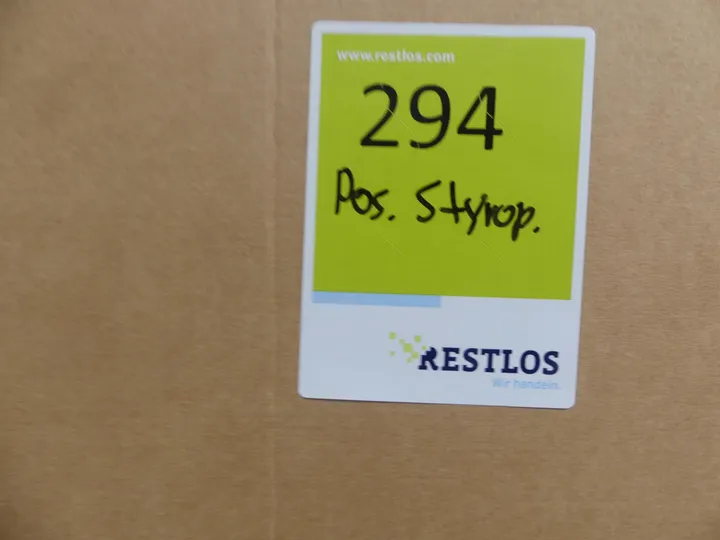 www.restlos.com
294
Pos. Styrop.
RESTLOS
Wir handeln.